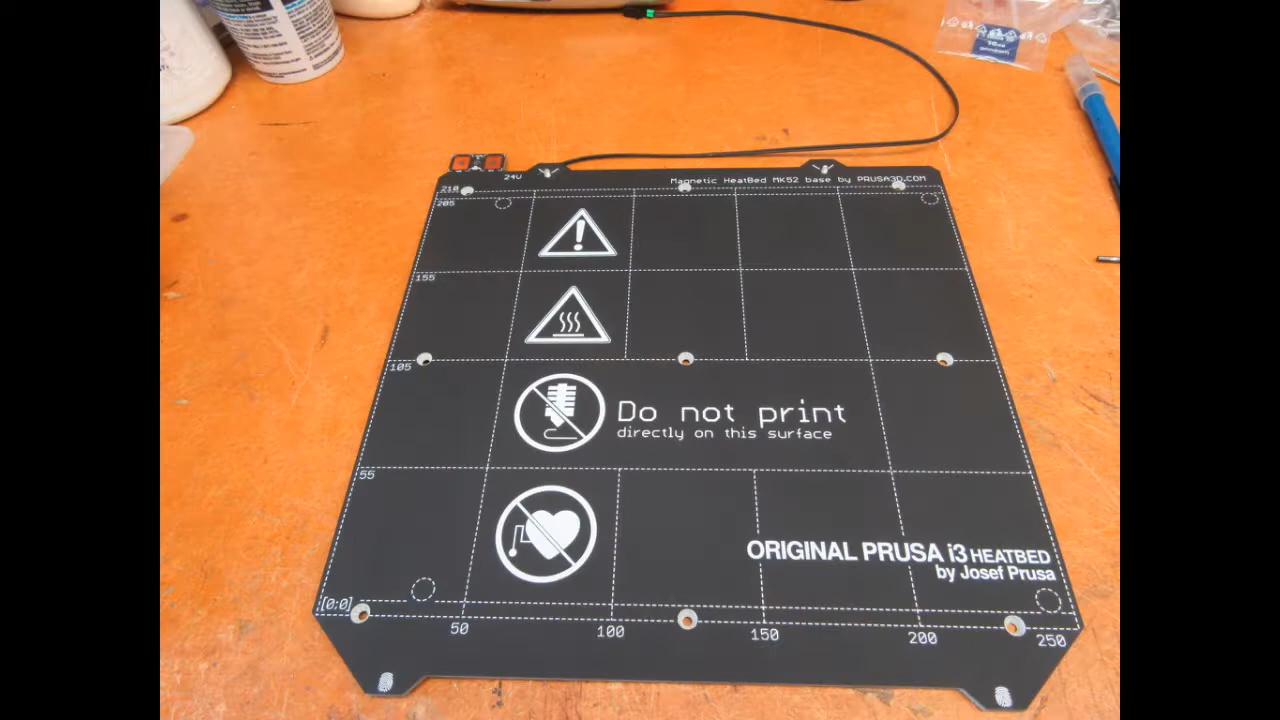 24V
Magnetic HeatBed MK52 base by PRUSA3D.COM
210
205
155
105
Do not print
directly on this surface
55
ORIGINAL PRUSA i3 HEATBED
by Josef Prusa
[0:0]
50
100
150
200
250